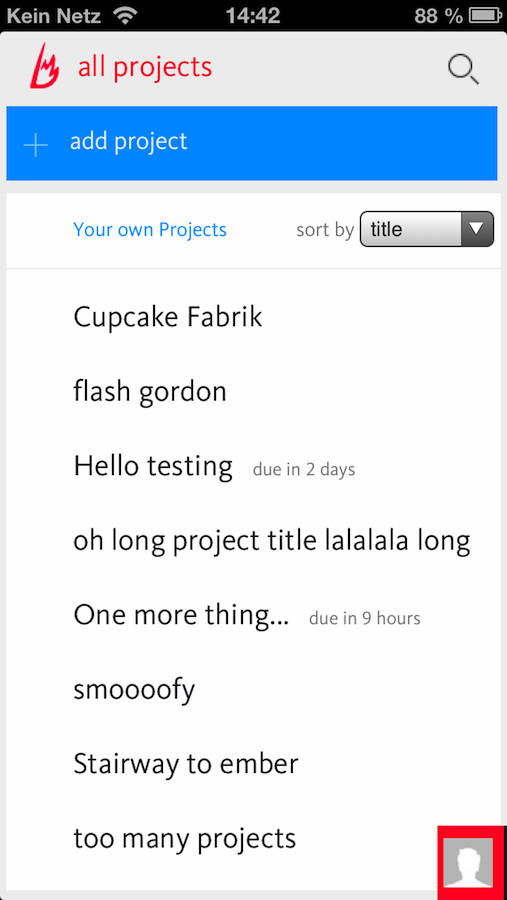 Kein Netz 14:42 88 %
all projects
add project
Your own Projects sort by title
Cupcake Fabrik
flash gordon
Hello testing due in 2 days
oh long project title lalalala long
One more thing... due in 9 hours
smoooofy
Stairway to ember
too many projects